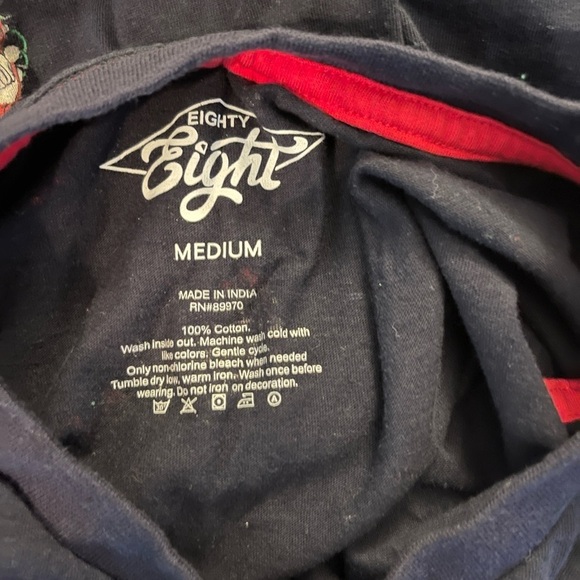 EIGHTY
Eight
MEDIUM
MADE IN INDIA
RN#89970
100% Cotton.
Wash inside out. Machine wash cold with
like colors. Gentle cycle.
Only non-chlorine bleach when needed
Tumble dry low, warm iron. Wash once before
wearing. Do not iron on decoration.